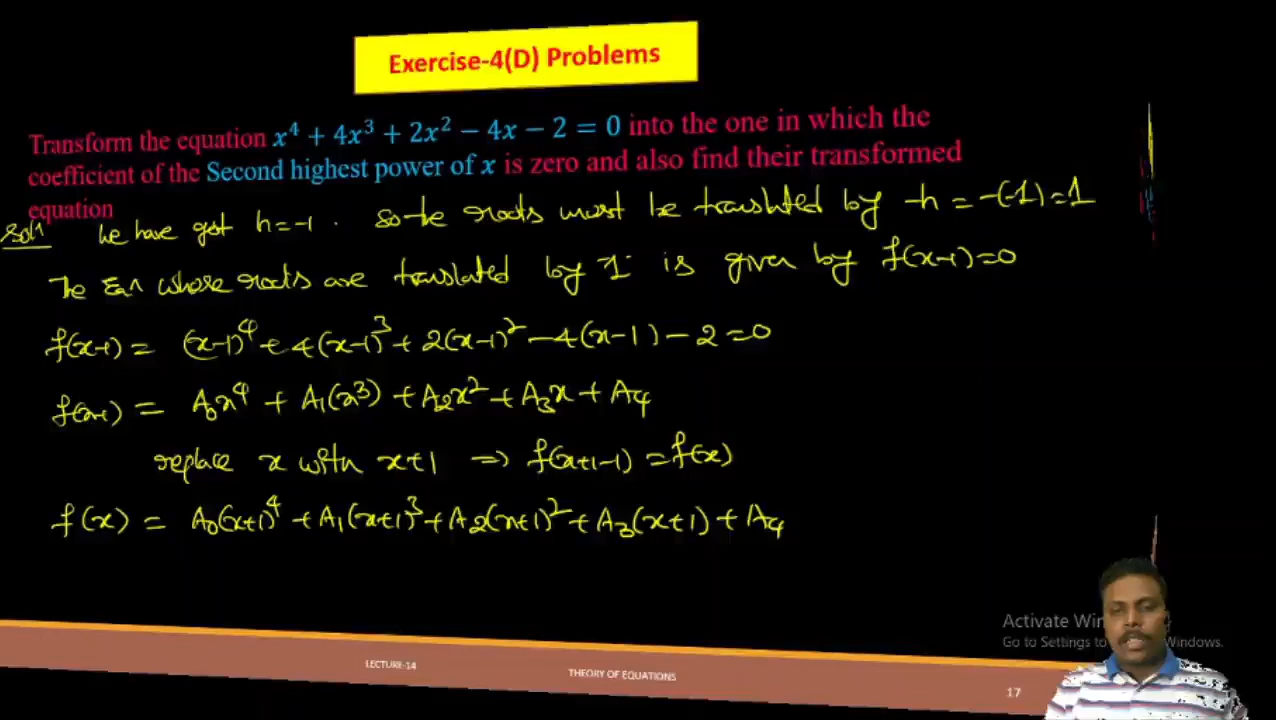 Exercise-4(D) Problems
Transform the equation x⁴ + 4x³ + 2x² − 4x − 2 = 0 into the one in which the
coefficient of the Second highest power of x is zero and also find their transformed
equation
Soln We have got h=-1. So the roots must be translated by -h = -(-1)=1
The Eqn whose roots are translated by 1 is given by f(x-1)=0
f(x-1) = (x-1)⁴ + 4(x-1)³ + 2(x-1)² - 4(x-1) - 2 = 0
f(x-1) = A₀x⁴ + A₁(x³) + A₂x² + A₃x + A₄
replace x with x+1 ⇒ f(x+1-1) = f(x)
f(x) = A₀(x+1)⁴ + A₁(x+1)³ + A₂(x+1)² + A₃(x+1) + A₄
Activate Win
Go to Settings to Windows.
LECTURE-14
THEORY OF EQUATIONS
17